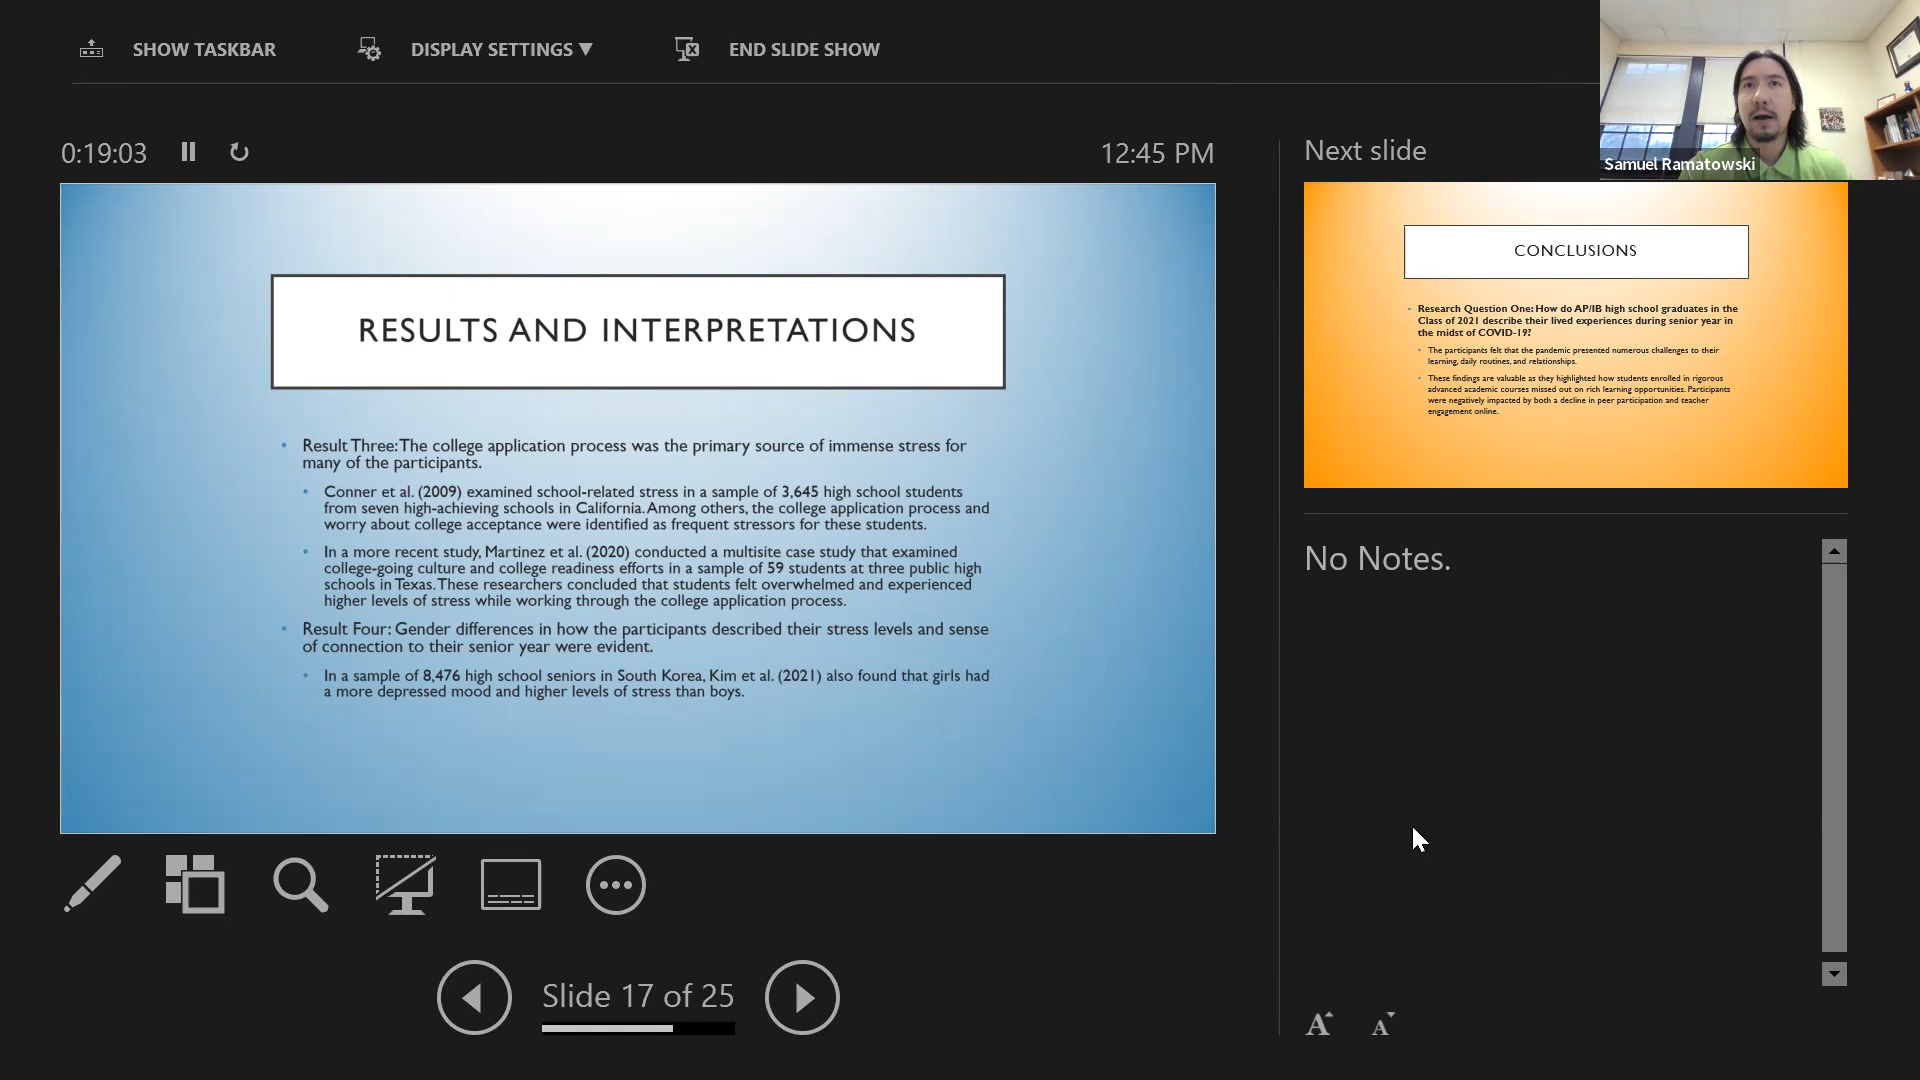 SHOW TASKBAR
DISPLAY SETTINGS ▼
END SLIDE SHOW
Samuel Ramatowski
0:19:03
12:45 PM
RESULTS AND INTERPRETATIONS
• Result Three: The college application process was the primary source of immense stress for
many of the participants.
• Conner et al. (2009) examined school-related stress in a sample of 3,645 high school students
from seven high-achieving schools in California. Among others, the college application process and
worry about college acceptance were identified as frequent stressors for these students.
• In a more recent study, Martinez et al. (2020) conducted a multisite case study that examined
college-going culture and college readiness efforts in a sample of 59 students at three public high
schools in Texas. These researchers concluded that students felt overwhelmed and experienced
higher levels of stress while working through the college application process.
• Result Four: Gender differences in how the participants described their stress levels and sense
of connection to their senior year were evident.
• In a sample of 8,476 high school seniors in South Korea, Kim et al. (2021) also found that girls had
a more depressed mood and higher levels of stress than boys.
Slide 17 of 25
Next slide
CONCLUSIONS
• Research Question One: How do AP/IB high school graduates in the
Class of 2021 describe their lived experiences during senior year in
the midst of COVID-19?
• The participants felt that the pandemic presented numerous challenges to their
learning, daily routines, and relationships.
• These findings are valuable as they highlighted how students enrolled in rigorous
advanced academic courses missed out on rich learning opportunities. Participants
were negatively impacted by both a decline in peer participation and teacher
engagement online.
No Notes.
A A